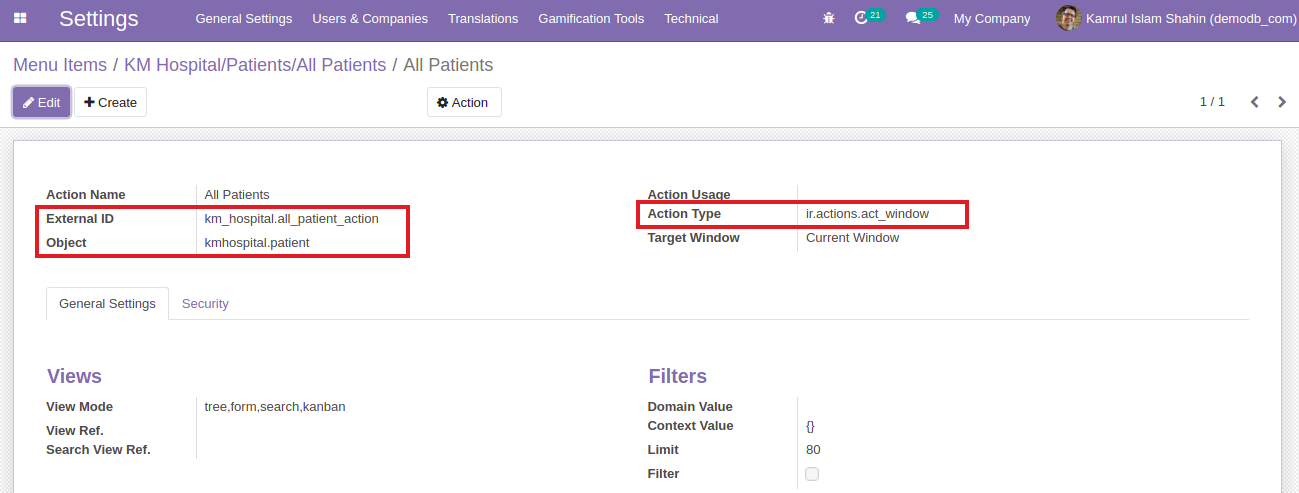 Settings General Settings Users & Companies Translations Gamification Tools Technical 21 25 My Company Kamrul Islam Shahin (demodb_com)
Menu Items / KM Hospital/Patients/All Patients / All Patients
Edit Create Action 1 / 1
Action Name All Patients
External ID km_hospital.all_patient_action
Object kmhospital.patient
Action Usage
Action Type ir.actions.act_window
Target Window Current Window
General Settings Security
Views
View Mode tree,form,search,kanban
View Ref.
Search View Ref.
Filters
Domain Value
Context Value {}
Limit 80
Filter